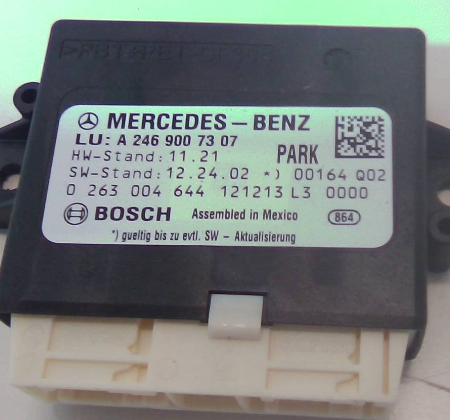 MERCEDES-BENZ
LU: A 246 900 73 07
HW-Stand: 11.21 PARK
SW-Stand: 12.24.02 *) 00164 Q02
0 263 004 644 121213 L3 0000
BOSCH Assembled in Mexico 864
*) gueltig bis zu evtl. SW - Aktualisierung